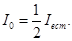 I₀ = 1/2 I_ест.